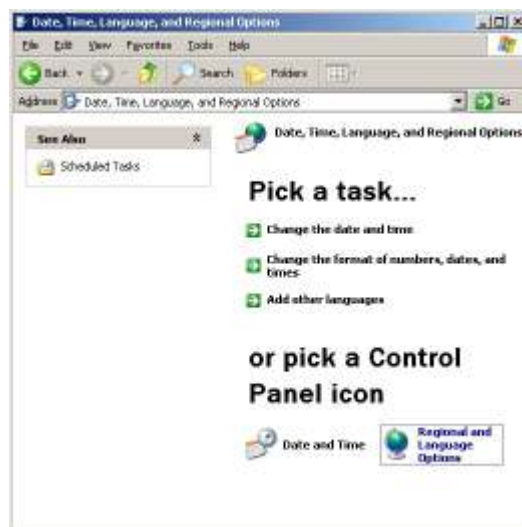 Date, Time, Language, and Regional Options
File Edit View Favorites Tools Help
Back Search Folders
Address Date, Time, Language, and Regional Options Go
See Also
Scheduled Tasks
Date, Time, Language, and Regional Options
Pick a task...
Change the date and time
Change the format of numbers, dates, and
times
Add other languages
or pick a Control
Panel icon
Date and Time
Regional and
Language
Options